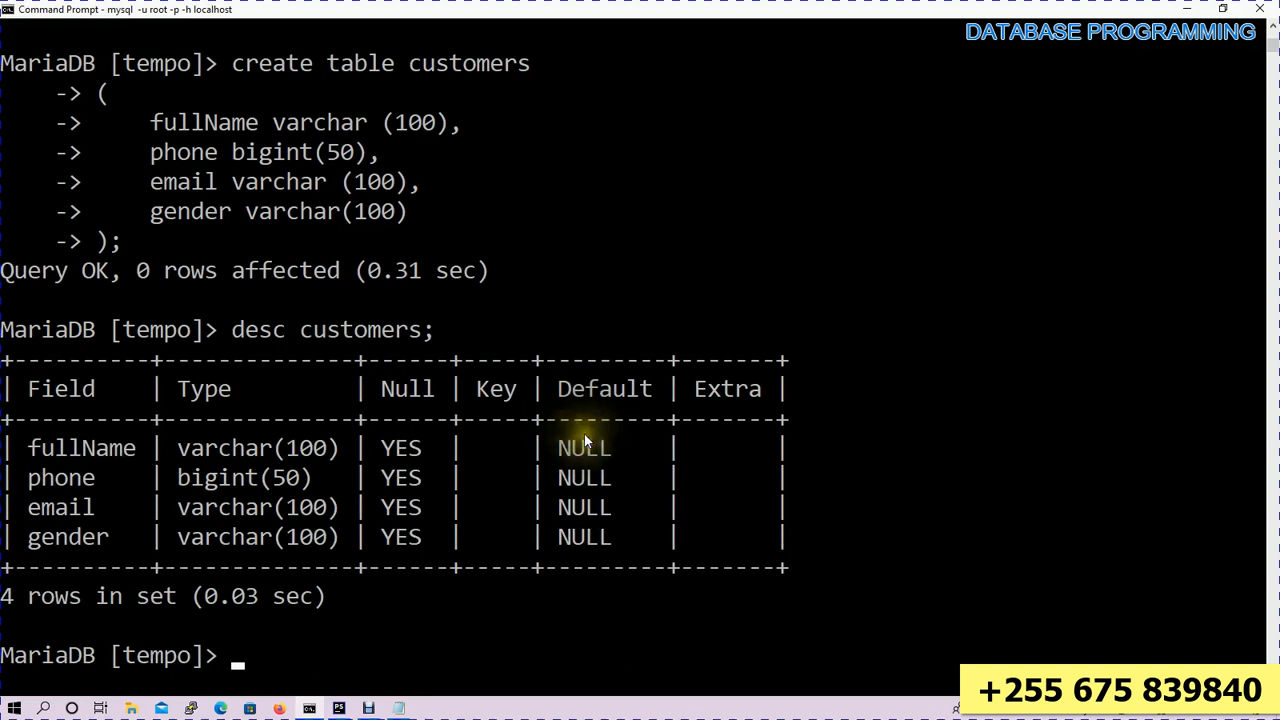 Command Prompt - mysql -u root -p -h localhost
DATABASE PROGRAMMING
MariaDB [tempo]> create table customers
    -> (
    ->     fullName varchar (100),
    ->     phone bigint(50),
    ->     email varchar (100),
    ->     gender varchar(100)
    -> );
Query OK, 0 rows affected (0.31 sec)
MariaDB [tempo]> desc customers;
+----------+--------------+------+-----+---------+-------+
| Field    | Type         | Null | Key | Default | Extra |
+----------+--------------+------+-----+---------+-------+
| fullName | varchar(100) | YES  |     | NULL    |       |
| phone    | bigint(50)   | YES  |     | NULL    |       |
| email    | varchar(100) | YES  |     | NULL    |       |
| gender   | varchar(100) | YES  |     | NULL    |       |
+----------+--------------+------+-----+---------+-------+
4 rows in set (0.03 sec)
MariaDB [tempo]>
+255 675 839840